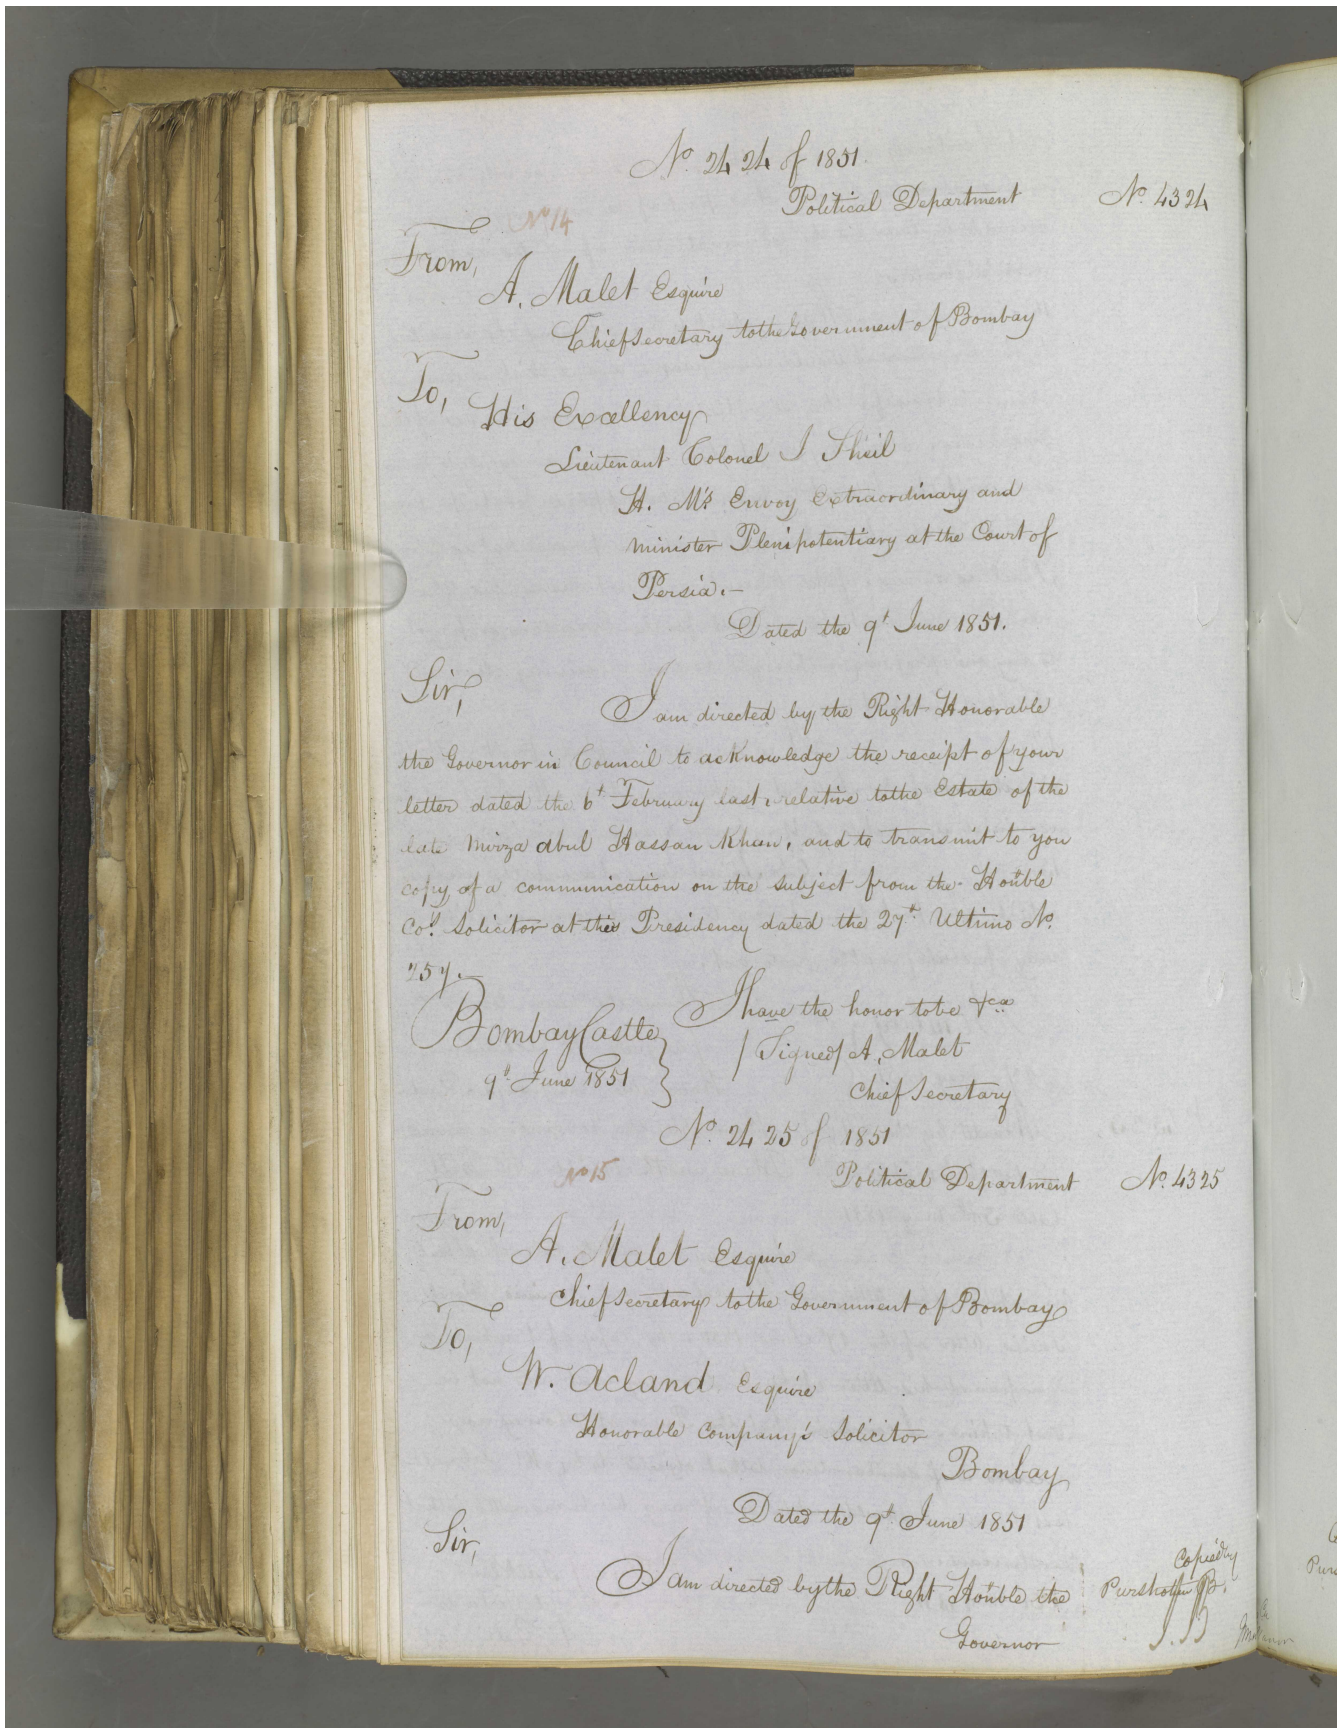 No. 2424 of 1851.
Political Department No. 4324
No 14
From,
A. Malet Esquire
Chief Secretary to the Government of Bombay
To,
His Excellency
Lieutenant Colonel J Sheil
H. M's Envoy Extraordinary and
Minister Plenipotentiary at the Court of
Persia.-
Dated the 9th June 1851.
Sir,
I am directed by the Right Honorable
the Governor in Council to acknowledge the receipt of your
letter dated the 6th February last, relative to the Estate of the
late Mirza Abul Hassan Khan, and to transmit to you
copy of a communication on the subject from the Honble
Co's Solicitor at this Presidency dated the 27th Ultimo No.
257.
I have the honor to be &ca
Bombay Castle
/Signed/ A. Malet
9th June 1851
Chief Secretary
No. 2425 of 1851
No 15
Political Department No. 4325
From,
A. Malet Esquire
Chief Secretary to the Government of Bombay
To,
W. Acland Esquire
Honorable Company's Solicitor
Bombay
Dated the 9th June 1851
Sir,
I am directed by the Right Honble the
Governor
Copied by